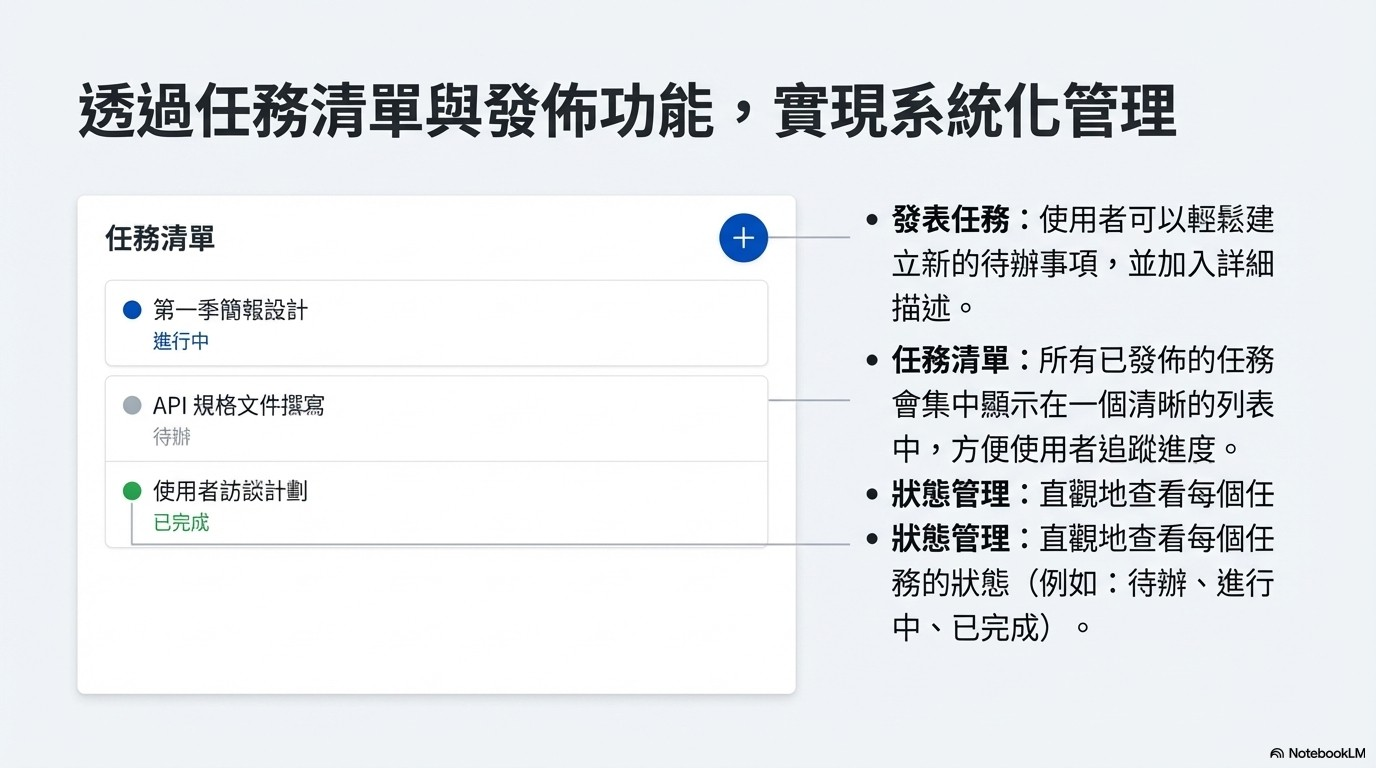 透過任務清單與發佈功能，實現系統化管理
任務清單
第一季簡報設計
進行中
API 規格文件撰寫
待辦
使用者訪談計劃
已完成
• 發表任務：使用者可以輕鬆建
立新的待辦事項，並加入詳細
描述。
• 任務清單：所有已發佈的任務
會集中顯示在一個清晰的列表
中，方便使用者追蹤進度。
• 狀態管理：直觀地查看每個任
• 狀態管理：直觀地查看每個任
務的狀態（例如：待辦、進行
中、已完成）。
NotebookLM